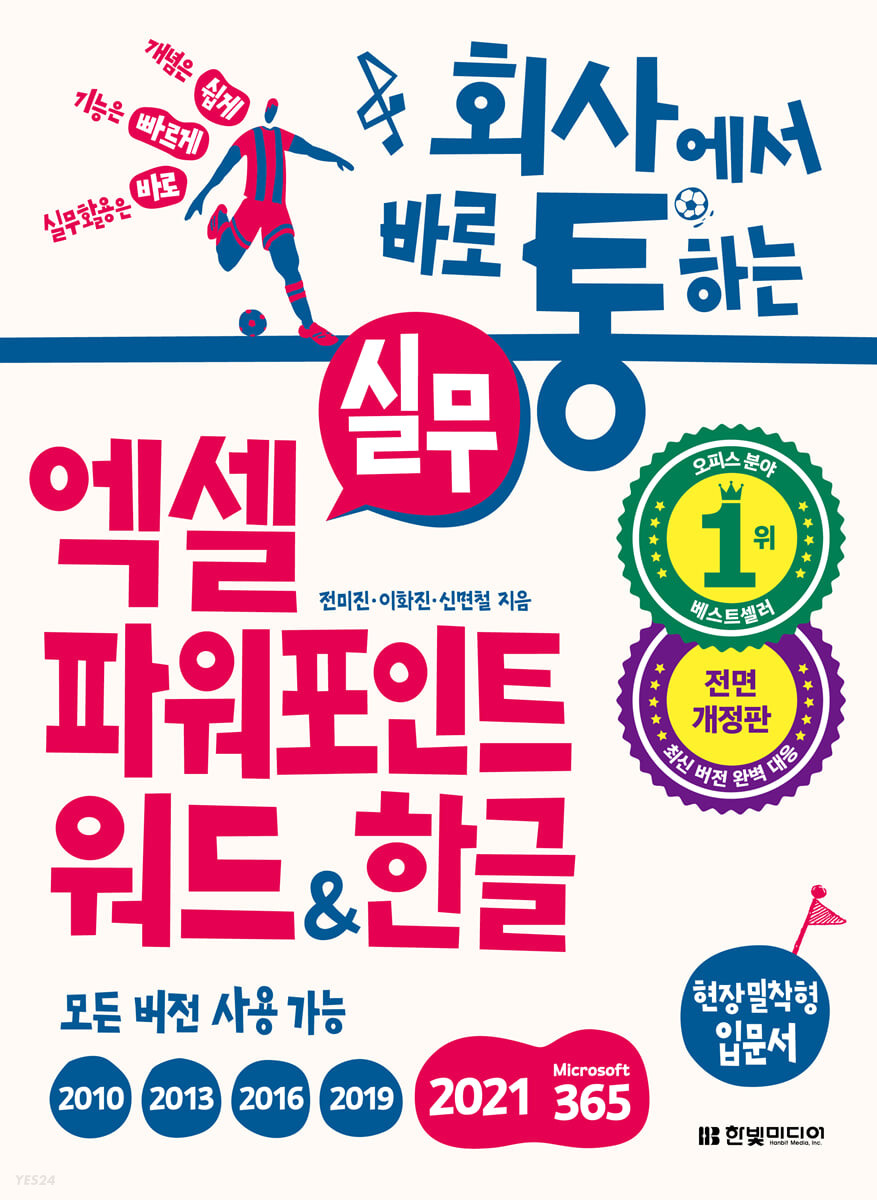 개념은 쉽게
기능은 빠르게
실무활용은 바로
회사에서
바로 통하는
실무
엑셀
전미진·이화진·신면철 지음
파워포인트
워드&한글
오피스 분야
1위
베스트셀러
전면
개정판
최신 버전 완벽 대응
모든 버전 사용 가능
2010 2013 2016 2019 2021 Microsoft 365
현장밀착형
입문서
한빛미디어
Hanbit Media, Inc.
YES24